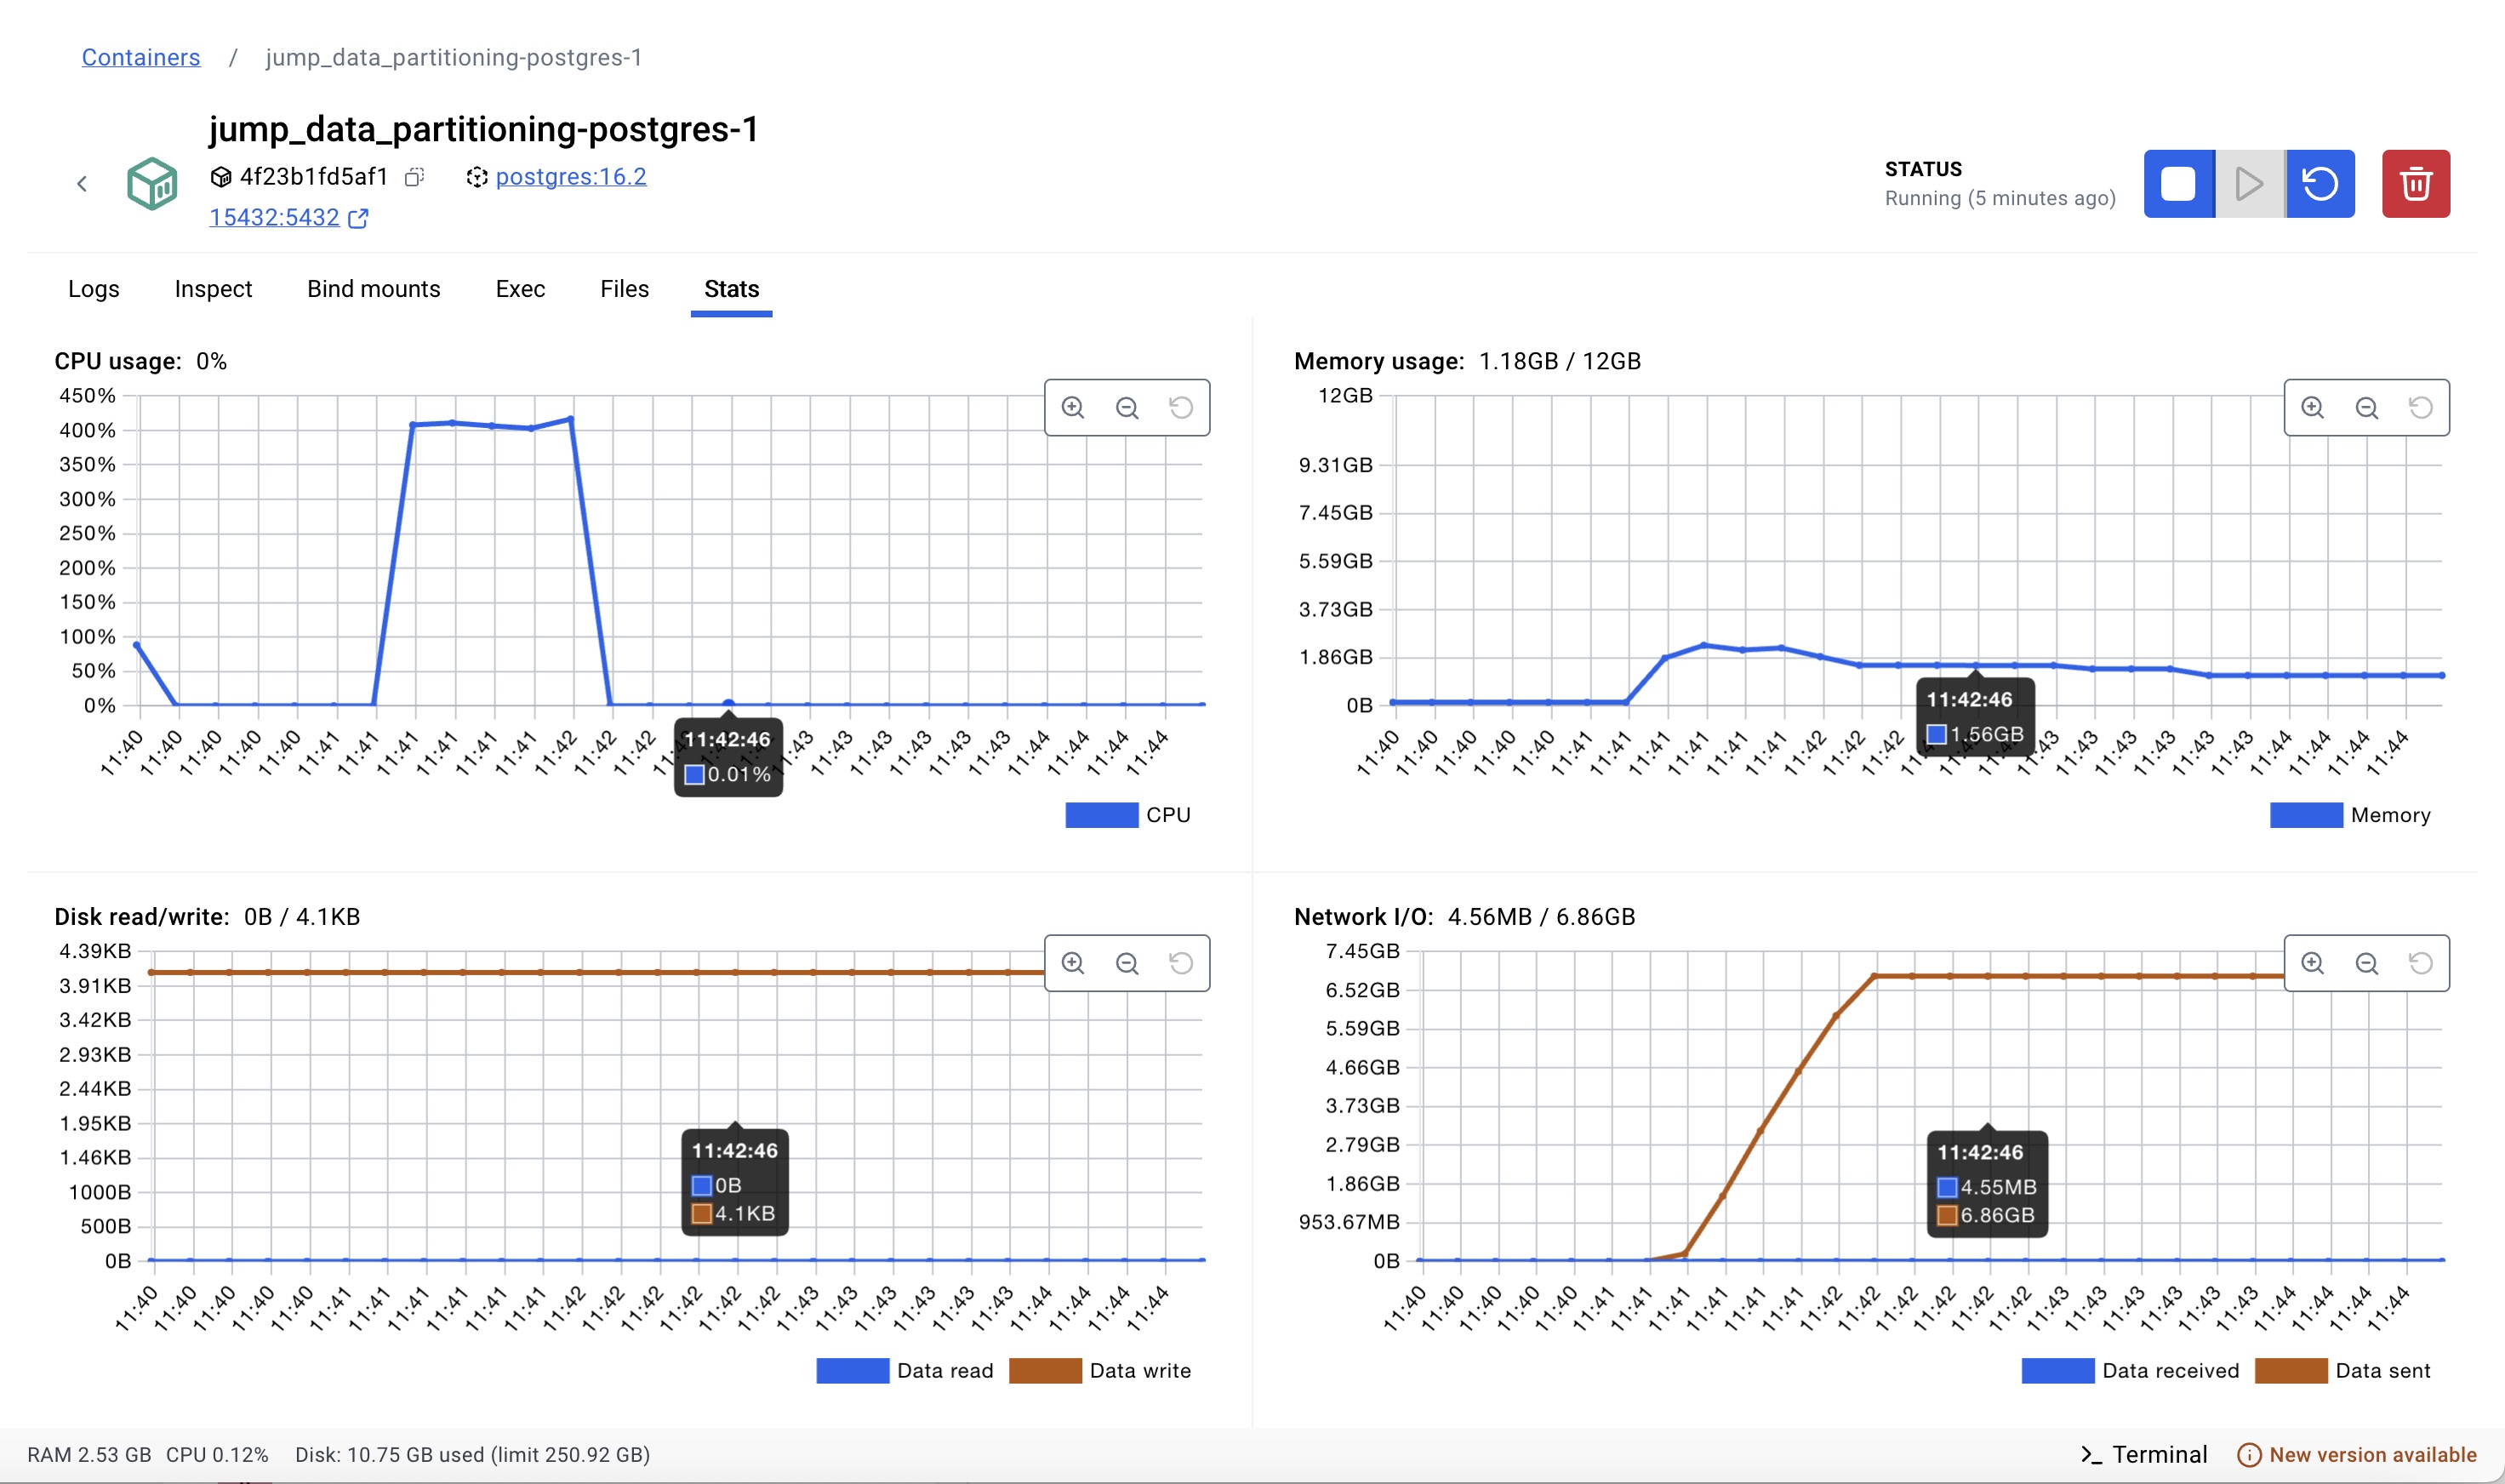 Containers / jump_data_partitioning-postgres-1
jump_data_partitioning-postgres-1
4f23b1fd5af1 postgres:16.2
15432:5432
STATUS
Running (5 minutes ago)
Logs Inspect Bind mounts Exec Files Stats
CPU usage: 0%
450%
400%
350%
300%
250%
200%
150%
100%
50%
0%
11:40 11:40 11:40 11:40 11:40 11:41 11:41 11:41 11:41 11:41 11:41 11:42 11:42 11:42 11:43 11:43 11:43 11:43 11:43 11:43 11:44 11:44 11:44 11:44
11:42:46
0.01%
CPU
Memory usage: 1.18GB / 12GB
12GB
9.31GB
7.45GB
5.59GB
3.73GB
1.86GB
0B
11:40 11:40 11:40 11:40 11:40 11:41 11:41 11:41 11:41 11:41 11:41 11:42 11:42 11:42 11:43 11:43 11:43 11:43 11:43 11:43 11:44 11:44 11:44 11:44
11:42:46
1.56GB
Memory
Disk read/write: 0B / 4.1KB
4.39KB
3.91KB
3.42KB
2.93KB
2.44KB
1.95KB
1.46KB
1000B
500B
0B
11:42:46
0B
4.1KB
11:40 11:40 11:40 11:40 11:40 11:41 11:41 11:41 11:41 11:41 11:41 11:42 11:42 11:42 11:42 11:42 11:42 11:43 11:43 11:43 11:43 11:43 11:43 11:44 11:44 11:44 11:44
Data read Data write
Network I/O: 4.56MB / 6.86GB
7.45GB
6.52GB
5.59GB
4.66GB
3.73GB
2.79GB
1.86GB
953.67MB
0B
11:42:46
4.55MB
6.86GB
11:40 11:40 11:40 11:40 11:40 11:41 11:41 11:41 11:41 11:41 11:41 11:42 11:42 11:42 11:42 11:42 11:42 11:43 11:43 11:43 11:43 11:43 11:43 11:44 11:44 11:44 11:44
Data received Data sent
RAM 2.53 GB CPU 0.12% Disk: 10.75 GB used (limit 250.92 GB)
>_ Terminal New version available